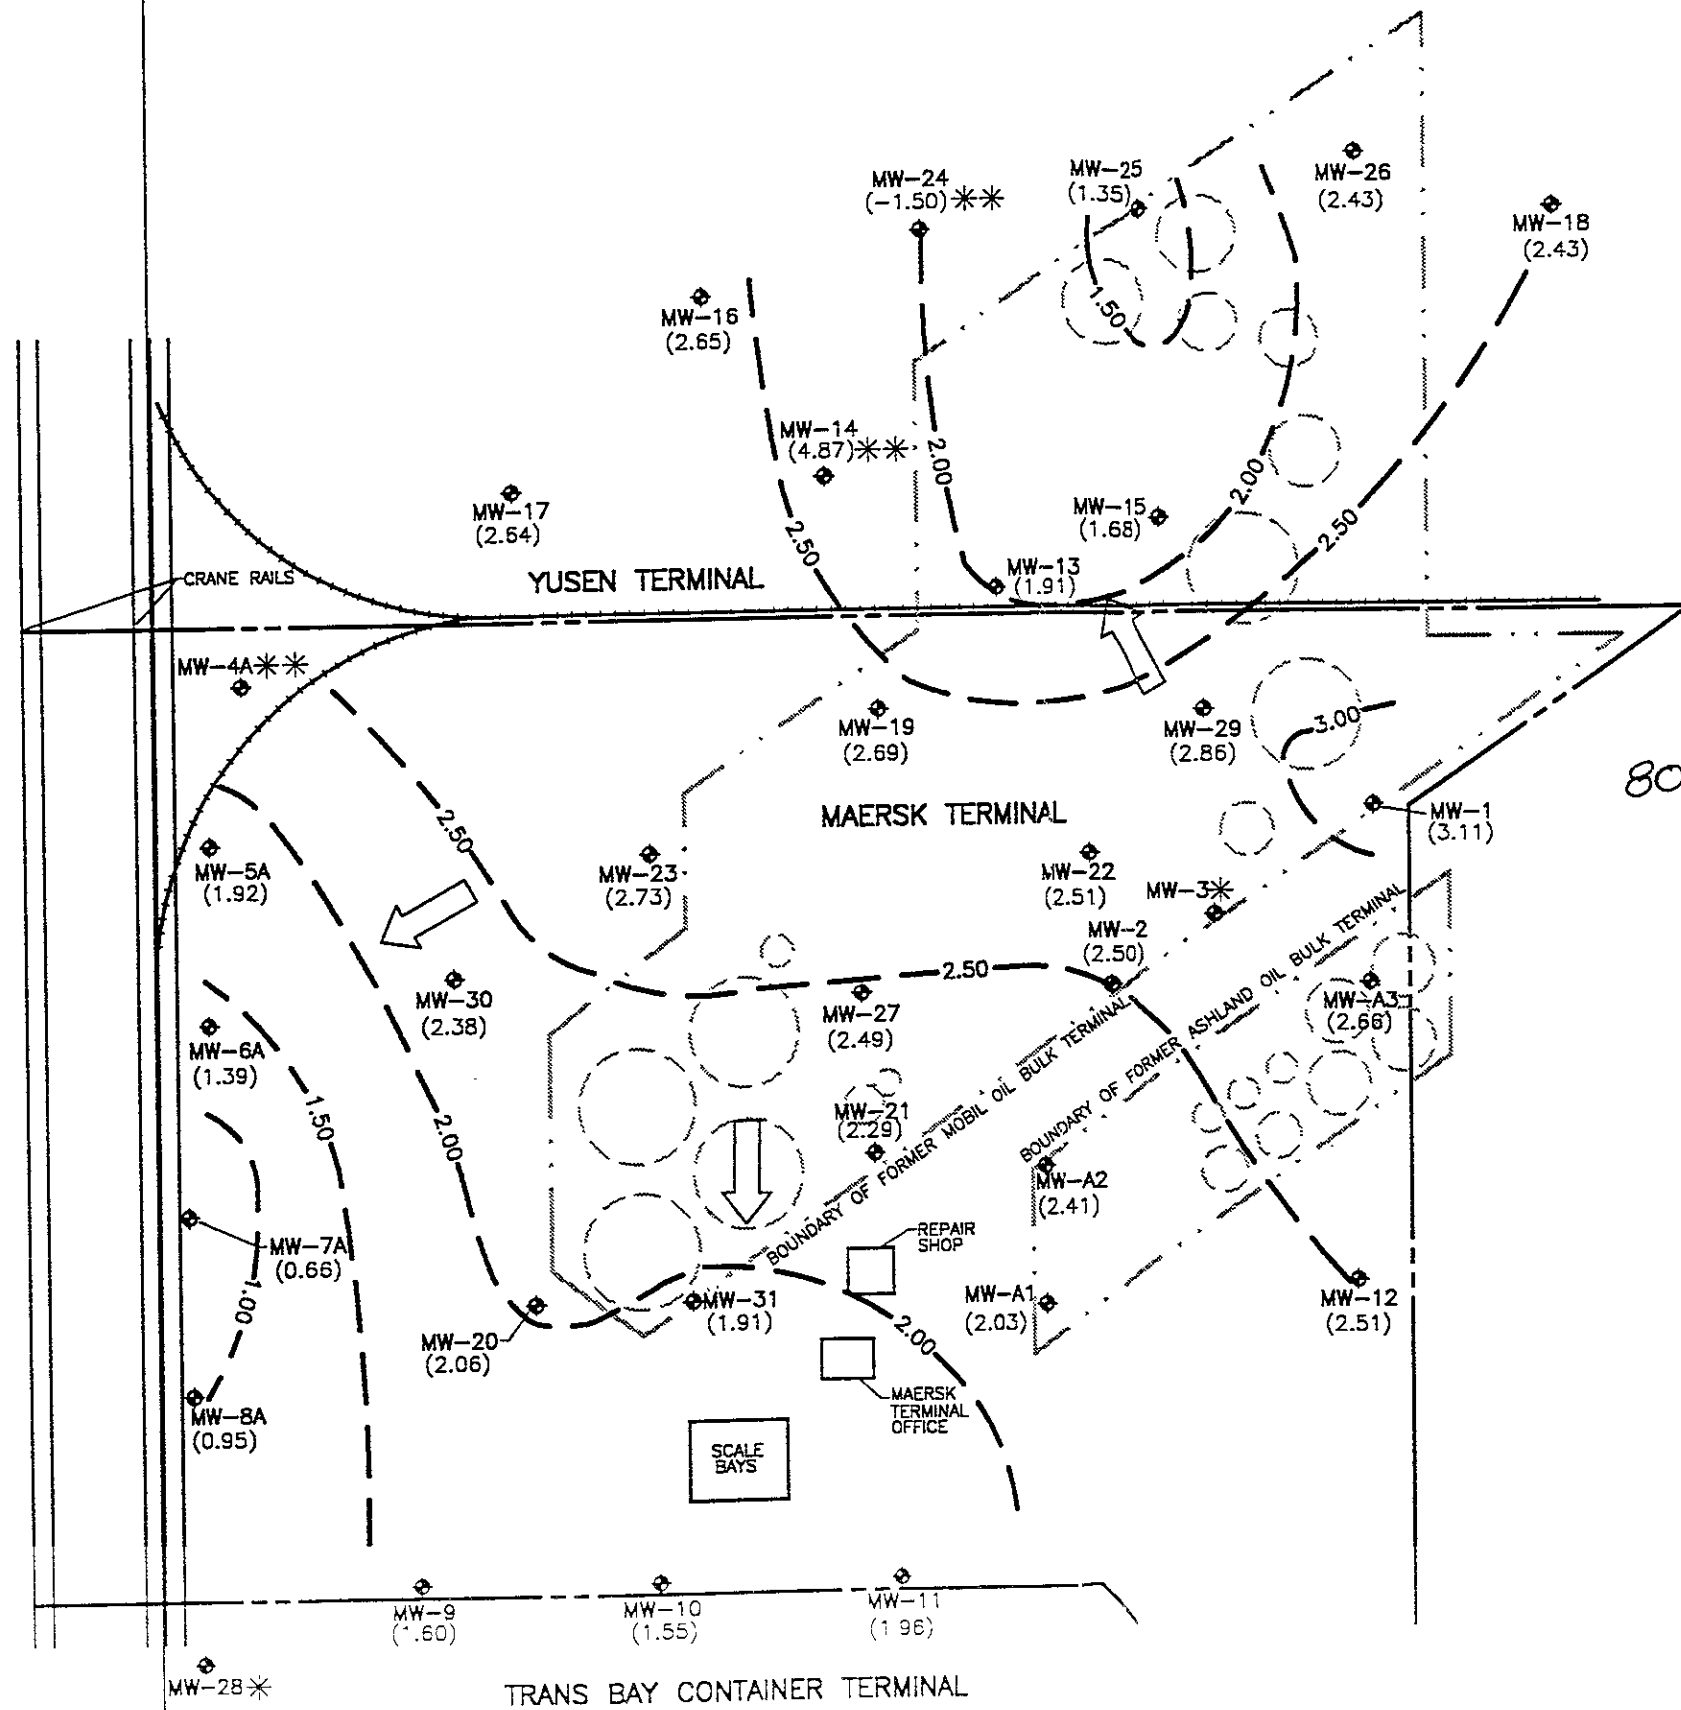 MW-24
(-1.50)**
MW-25
(1.35)
MW-26
(2.43)
MW-18
(2.43)
MW-16
(2.65)
1.50
MW-14
(4.87)**
2.00
2.00
MW-17
(2.64)
MW-15
(1.68)
2.50
2.50
CRANE RAILS
YUSEN TERMINAL
MW-13
(1.91)
MW-4A**
MW-19
(2.69)
MW-29
(2.86)
3.00
80
MAERSK TERMINAL
MW-1
(3.11)
2.50
MW-5A
(1.92)
MW-23
(2.73)
MW-22
(2.51)
MW-3*
MW-2
(2.50)
2.50
MW-30
(2.38)
MW-27
(2.49)
MW-A3
(2.66)
MW-6A
(1.39)
1.50
2.00
MW-21
(2.29)
BOUNDARY OF FORMER MOBIL OIL BULK TERMINAL
BOUNDARY OF FORMER ASHLAND OIL BULK TERMINAL
MW-A2
(2.41)
MW-7A
(0.66)
1.00
REPAIR
SHOP
MW-20
(2.06)
MW-31
(1.91)
2.00
MW-A1
(2.03)
MW-12
(2.51)
MW-8A
(0.95)
MAERSK
TERMINAL
OFFICE
SCALE
BAYS
MW-9
(1.60)
MW-10
(1.55)
MW-11
(1.96)
MW-28*
TRANS BAY CONTAINER TERMINAL